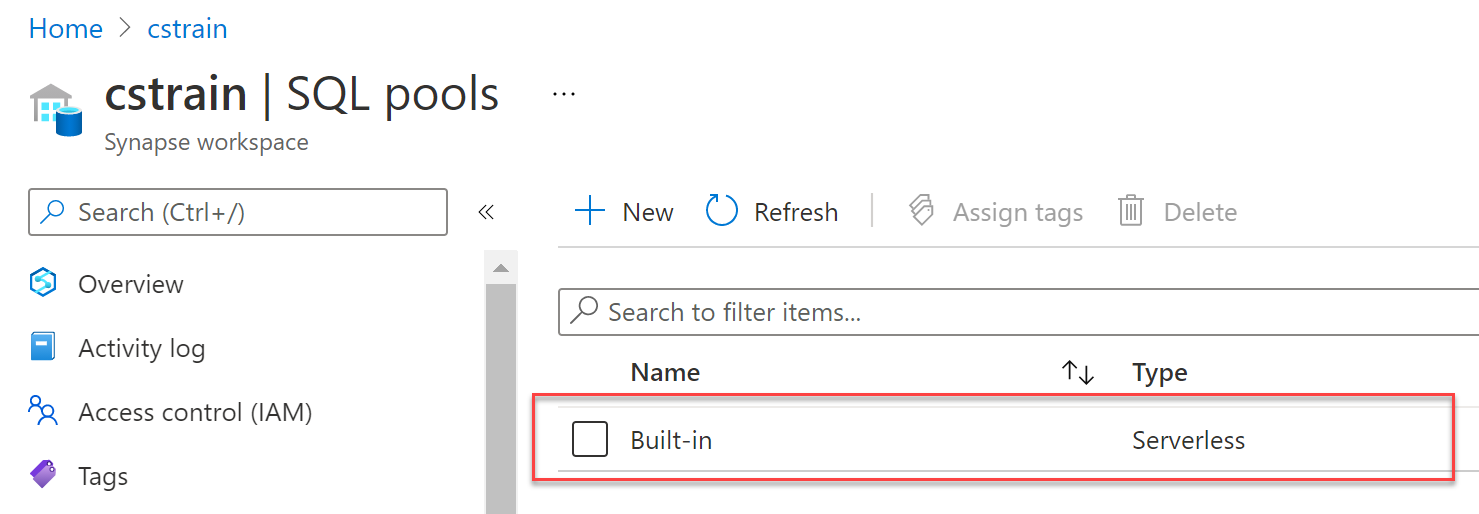 Home > cstrain
cstrain | SQL pools ...
Synapse workspace
Search (Ctrl+/) «
New Refresh Assign tags Delete
Overview
Activity log
Access control (IAM)
Tags
Search to filter items...
Name ↑↓ Type
Built-in Serverless